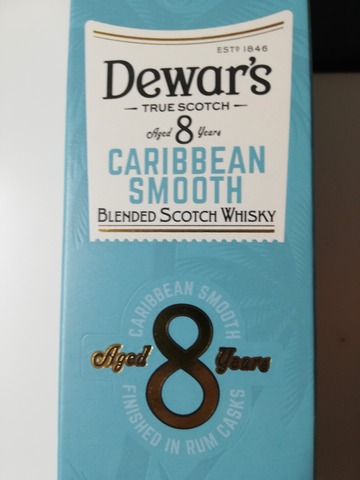 ESTD 1846
Dewar's
TRUE SCOTCH
Aged 8 Years
CARIBBEAN
SMOOTH
BLENDED SCOTCH WHISKY
CARIBBEAN SMOOTH
Aged 8 Years
FINISHED IN RUM CASKS